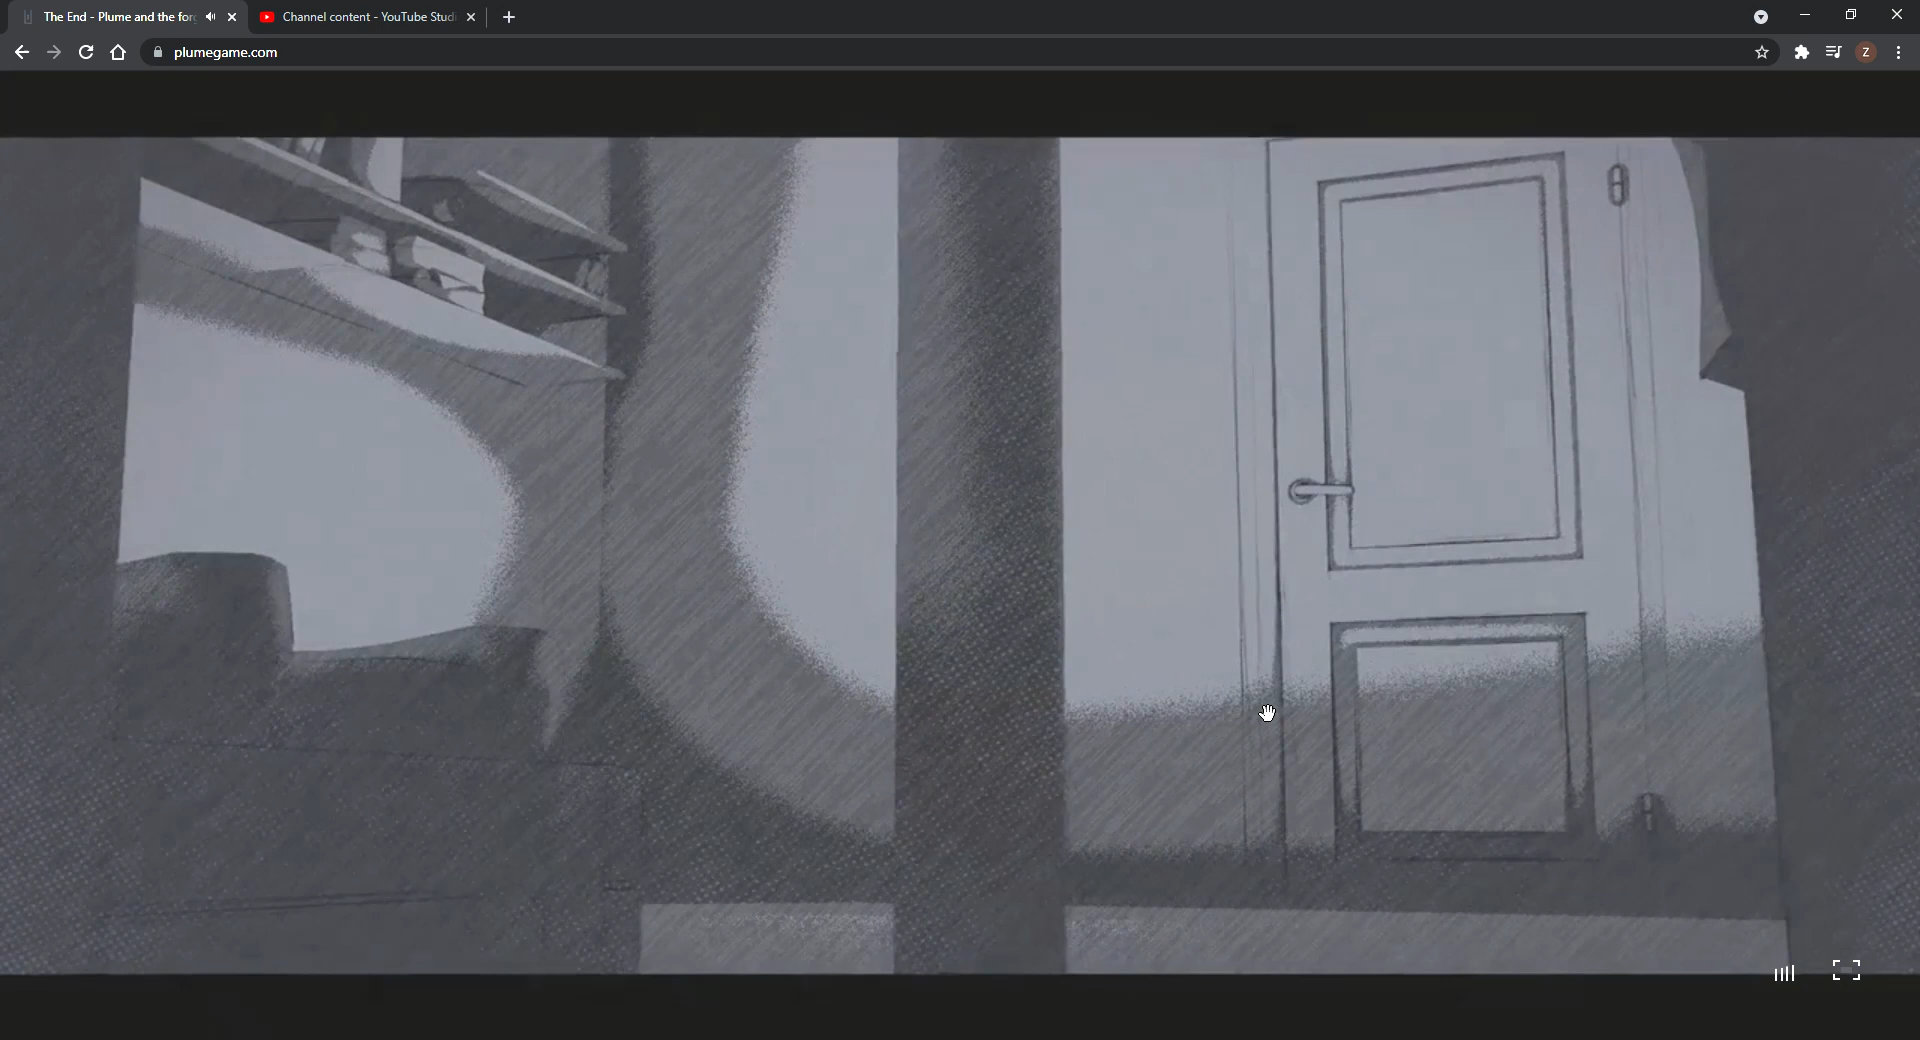 The End - Plume and the for
Channel content - YouTube Studi
plumegame.com
Z